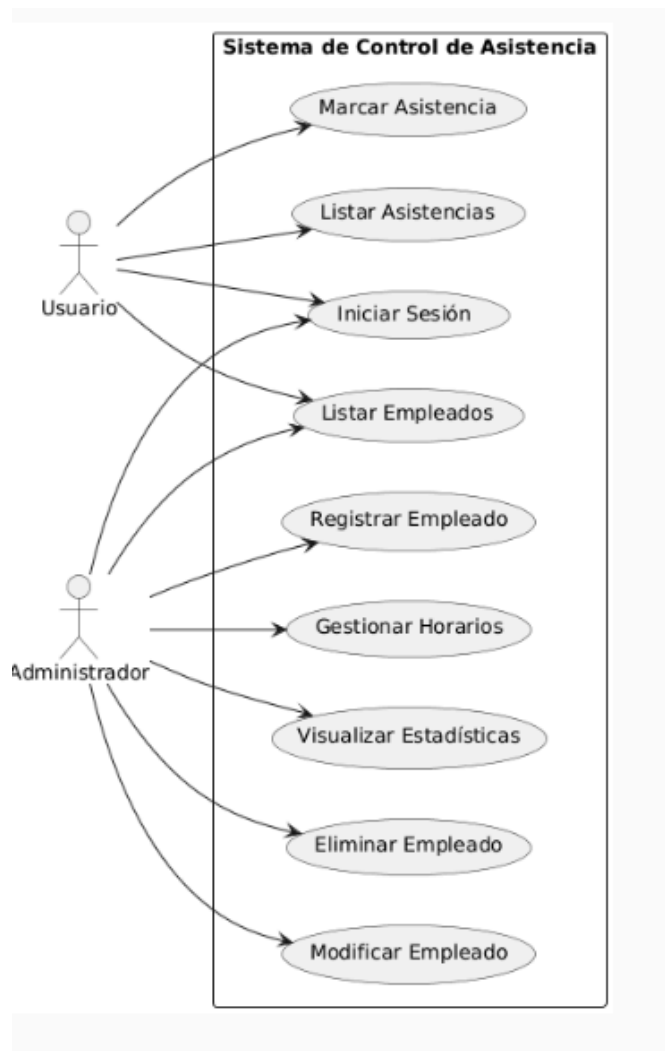 Sistema de Control de Asistencia
Marcar Asistencia
Listar Asistencias
Usuario
Iniciar Sesión
Listar Empleados
Registrar Empleado
Gestionar Horarios
Administrador
Visualizar Estadísticas
Eliminar Empleado
Modificar Empleado